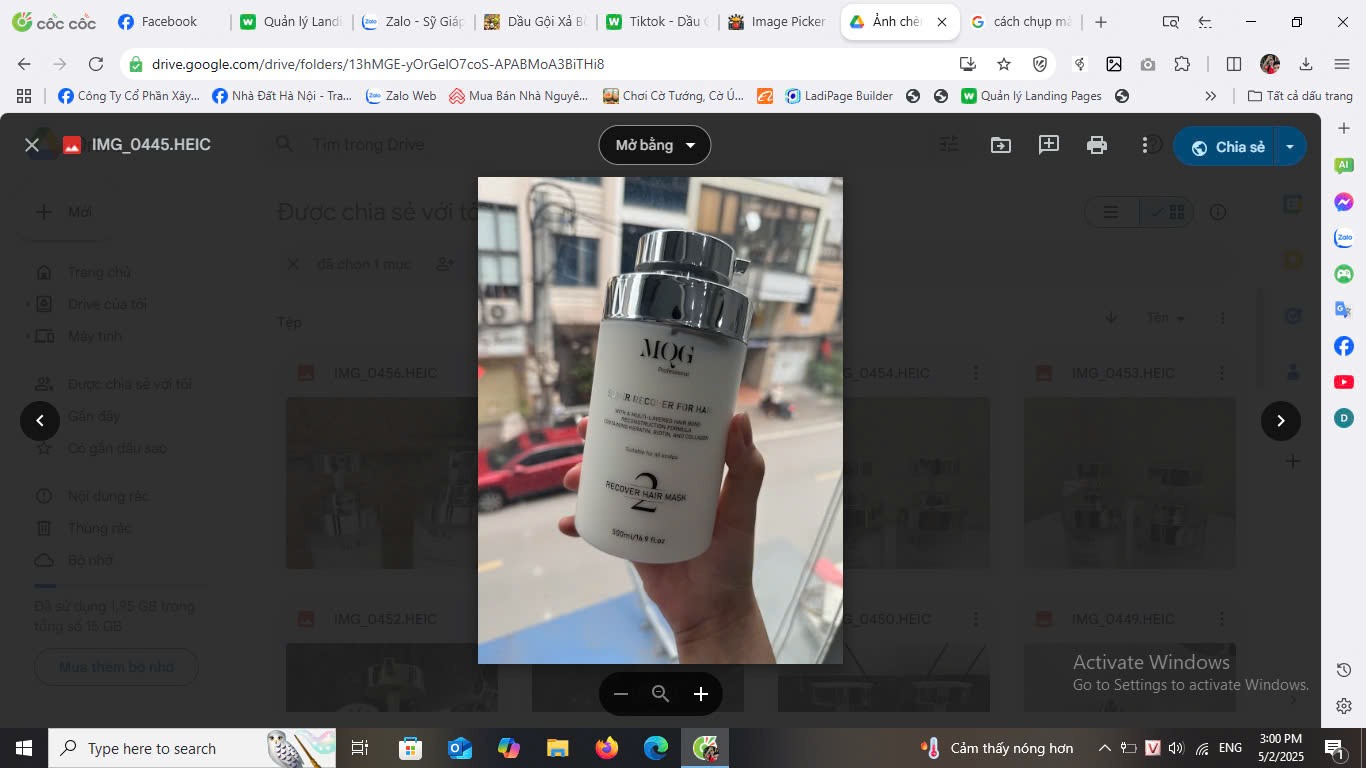 cốc cốc
Facebook
Quản lý Landi
Zalo - Sỹ Giáp
Dầu Gội Xả B
Tiktok - Dầu G
Image Picker
Ảnh chê
cách chụp mà
drive.google.com/drive/folders/13hMGE-yOrGelO7coS-APABMoA3BiTHi8
Công Ty Cổ Phần Xây...
Nhà Đất Hà Nội - Tra...
Zalo Web
Mua Bán Nhà Nguyê...
Chơi Cờ Tướng, Cờ Ú...
LadiPage Builder
Quản lý Landing Pages
Tất cả dấu trang
IMG_0445.HEIC
Tìm trong Drive
Mở bằng
Chia sẻ
Mới
Được chia sẻ với tô
đã chọn 1 mục
Trang chủ
Drive của tôi
Máy tính
Được chia sẻ với tôi
Gần đây
Có gắn dấu sao
Nội dung rác
Thùng rác
Bộ nhớ
Đã sử dụng 1,95 GB trong
tổng số 15 GB
Mua thêm bộ nhớ
Tệp
Tên
IMG_0456.HEIC
_0454.HEIC
IMG_0453.HEIC
IMG_0452.HEIC
G_0450.HEIC
IMG_0449.HEIC
MQG
Professional
RECOVER FOR HAI
WITH A MULTI-LAYERED HAIR BOND
RECONSTRUCTION FORMULA
CONTAINING KERATIN, BIOTIN, AND COLLAGEN
Suitable for all scalps
2
RECOVER HAIR MASK
500ml/16.9 fl.oz
AI
Zalo
D
Activate Windows
Go to Settings to activate Windows.
Type here to search
Cảm thấy nóng hơn
V
ENG
3:00 PM
5/2/2025
1